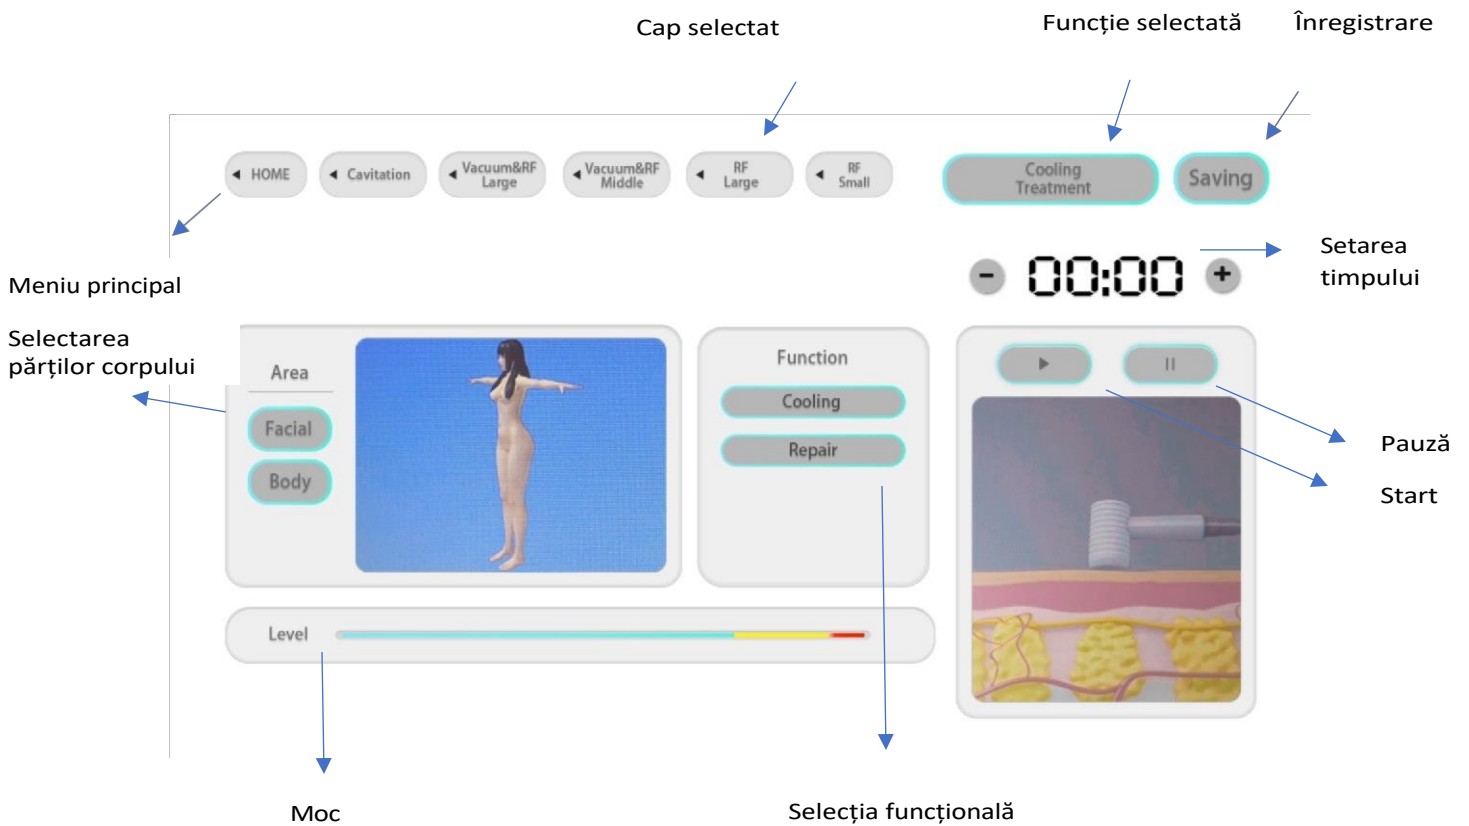 Cap selectat
Funcție selectată
Înregistrare
HOME
Cavitation
Vacuum&RF
Large
Vacuum&RF
Middle
RF
Large
RF
Small
Cooling
Treatment
Saving
Meniu principal
- 00:00 +
Setarea
timpului
Selectarea
părților corpului
Area
Facial
Body
Function
Cooling
Repair
Pauză
Start
Level
Moc
Selecția funcțională